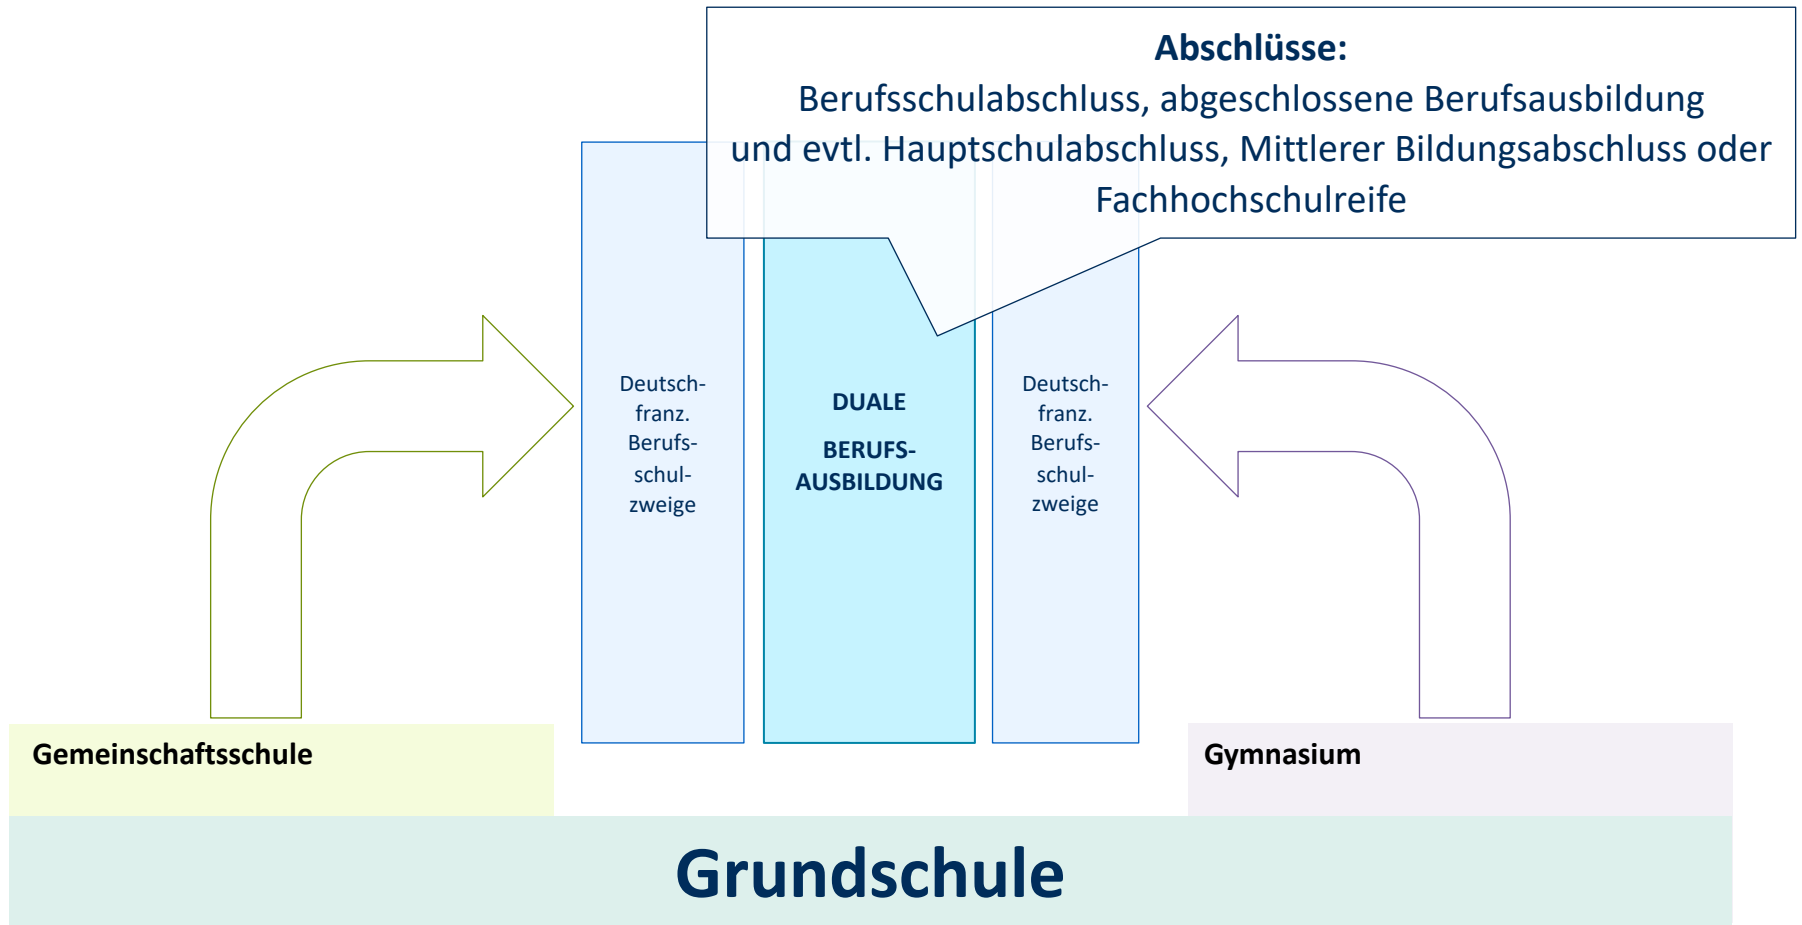 Abschlüsse:
Berufsschulabschluss, abgeschlossene Berufsausbildung
und evtl. Hauptschulabschluss, Mittlerer Bildungsabschluss oder
Fachhochschulreife
Deutsch-
franz.
Berufs-
schul-
zweige
DUALE
BERUFS-
AUSBILDUNG
Deutsch-
franz.
Berufs-
schul-
zweige
Gemeinschaftsschule
Gymnasium
Grundschule